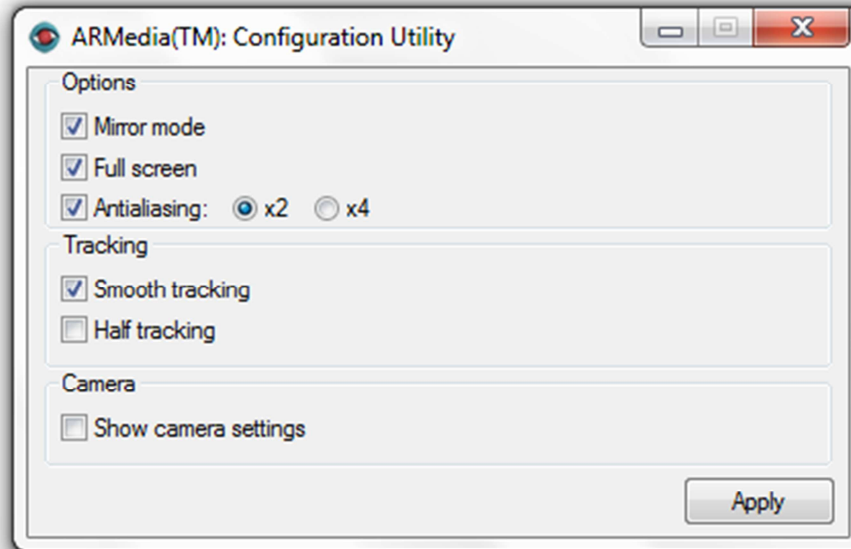 ARMedia(TM): Configuration Utility
Options
Mirror mode
Full screen
Antialiasing: x2 x4
Tracking
Smooth tracking
Half tracking
Camera
Show camera settings
Apply